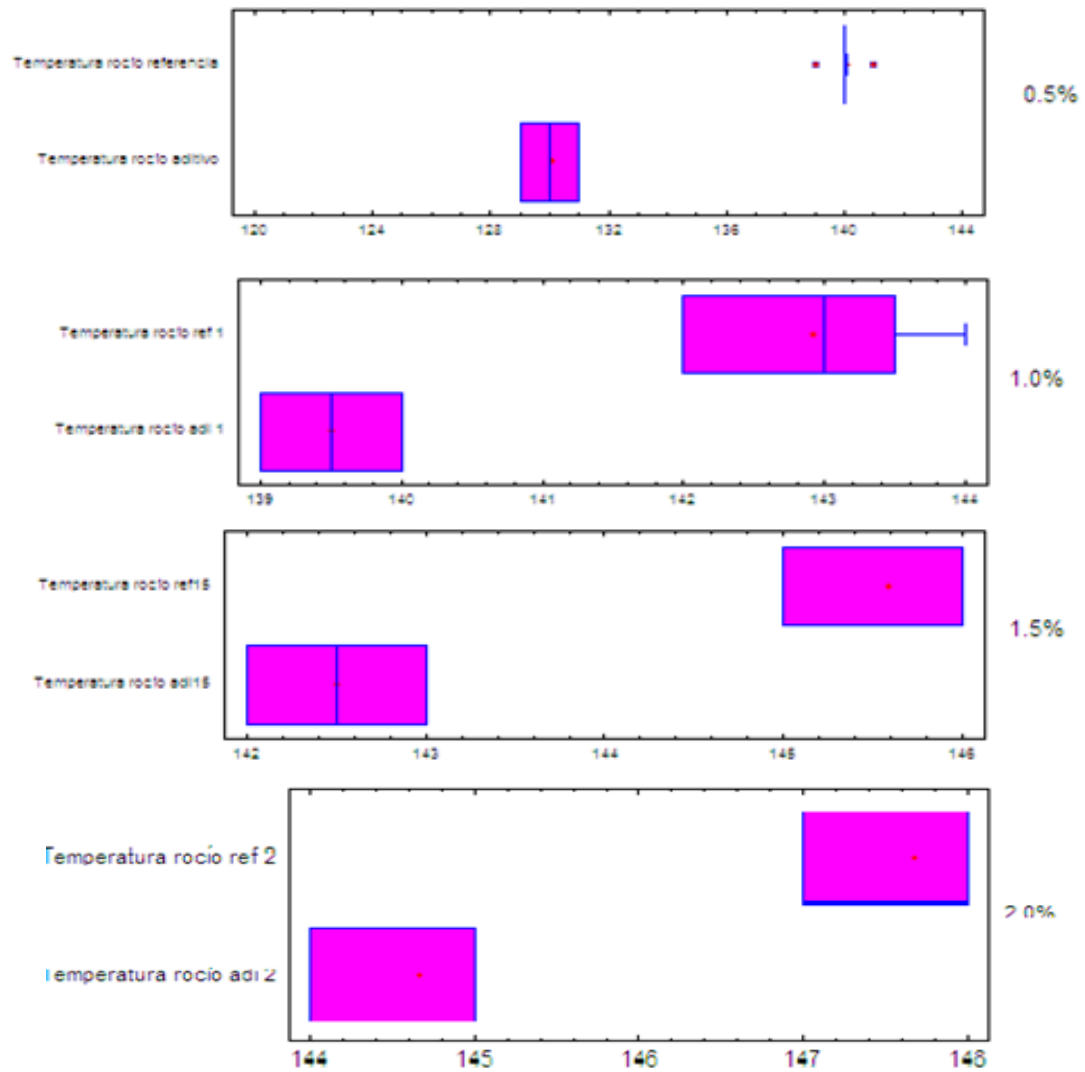 Temperatura rocío referencia
0.5%
Temperatura rocío aditivo
120 124 128 132 136 140 144
Temperatura rocío ref 1
1.0%
Temperatura rocío adi 1
139 140 141 142 143 144
Temperatura rocío ref15
1.5%
Temperatura rocío adi15
142 143 144 145 146
Temperatura rocío ref 2
2.0%
Temperatura rocío adi 2
144 145 146 147 148